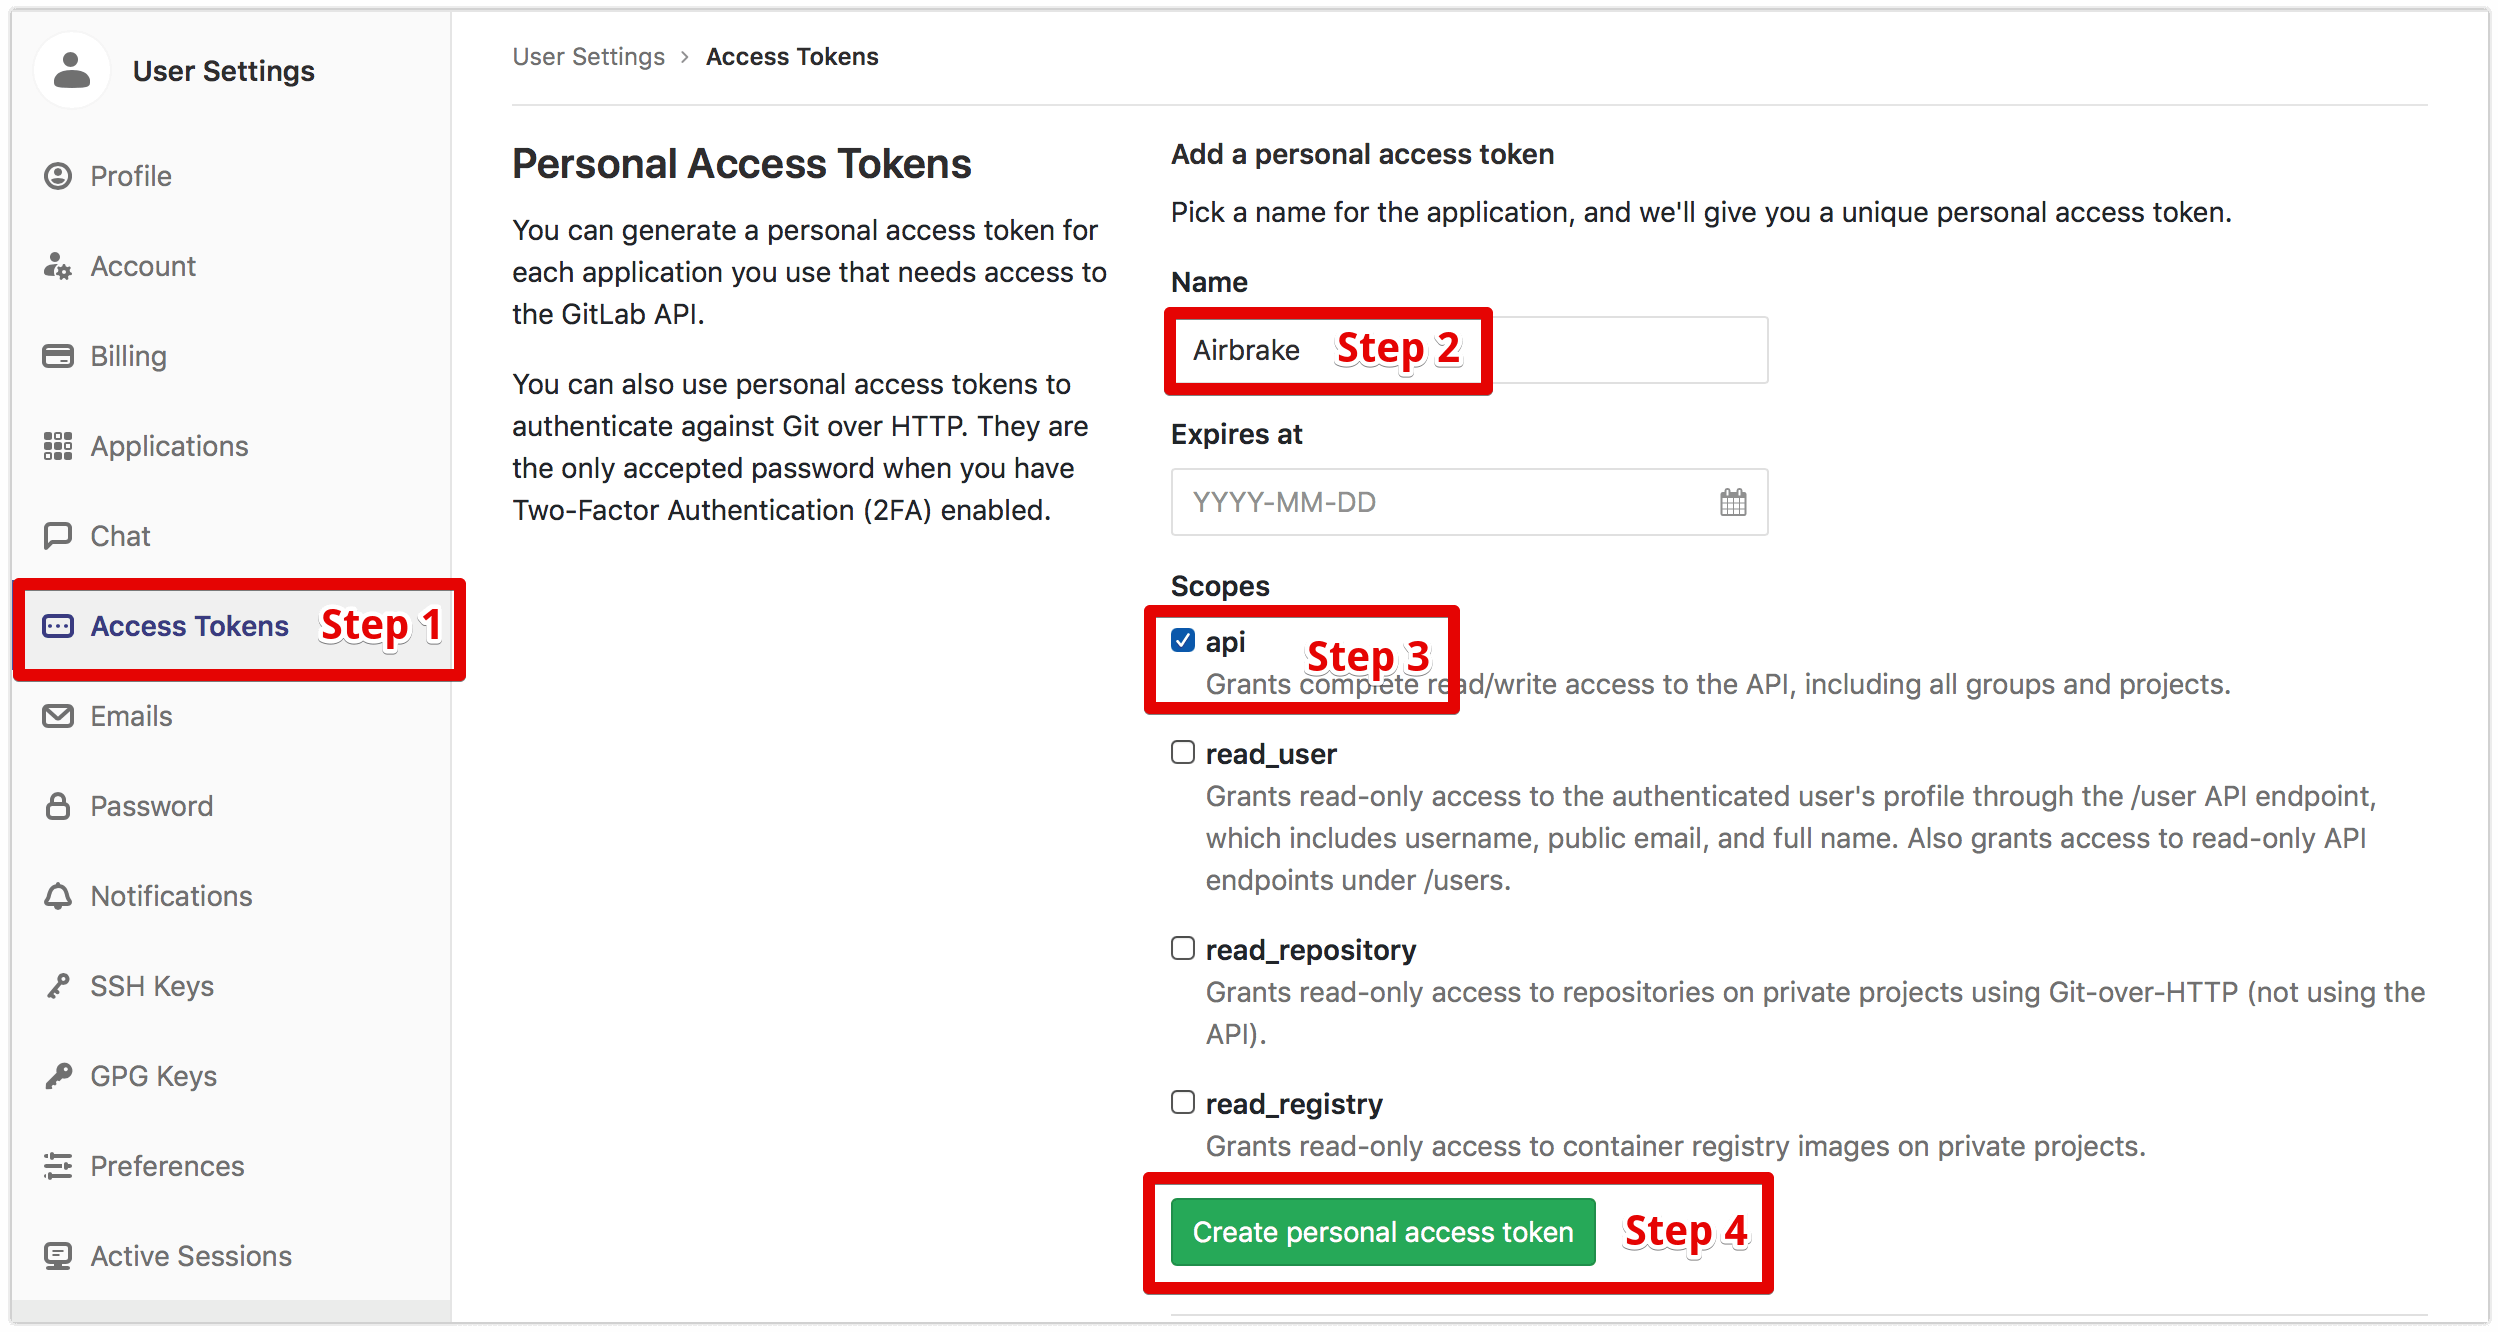 User Settings
Profile
Account
Billing
Applications
Chat
Access Tokens Step 1
Emails
Password
Notifications
SSH Keys
GPG Keys
Preferences
Active Sessions
User Settings › Access Tokens
Personal Access Tokens
You can generate a personal access token for
each application you use that needs access to
the GitLab API.
You can also use personal access tokens to
authenticate against Git over HTTP. They are
the only accepted password when you have
Two-Factor Authentication (2FA) enabled.
Add a personal access token
Pick a name for the application, and we'll give you a unique personal access token.
Name
Airbrake Step 2
Expires at
YYYY-MM-DD
Scopes
api Step 3
Grants complete read/write access to the API, including all groups and projects.
read_user
Grants read-only access to the authenticated user's profile through the /user API endpoint,
which includes username, public email, and full name. Also grants access to read-only API
endpoints under /users.
read_repository
Grants read-only access to repositories on private projects using Git-over-HTTP (not using the
API).
read_registry
Grants read-only access to container registry images on private projects.
Create personal access token Step 4